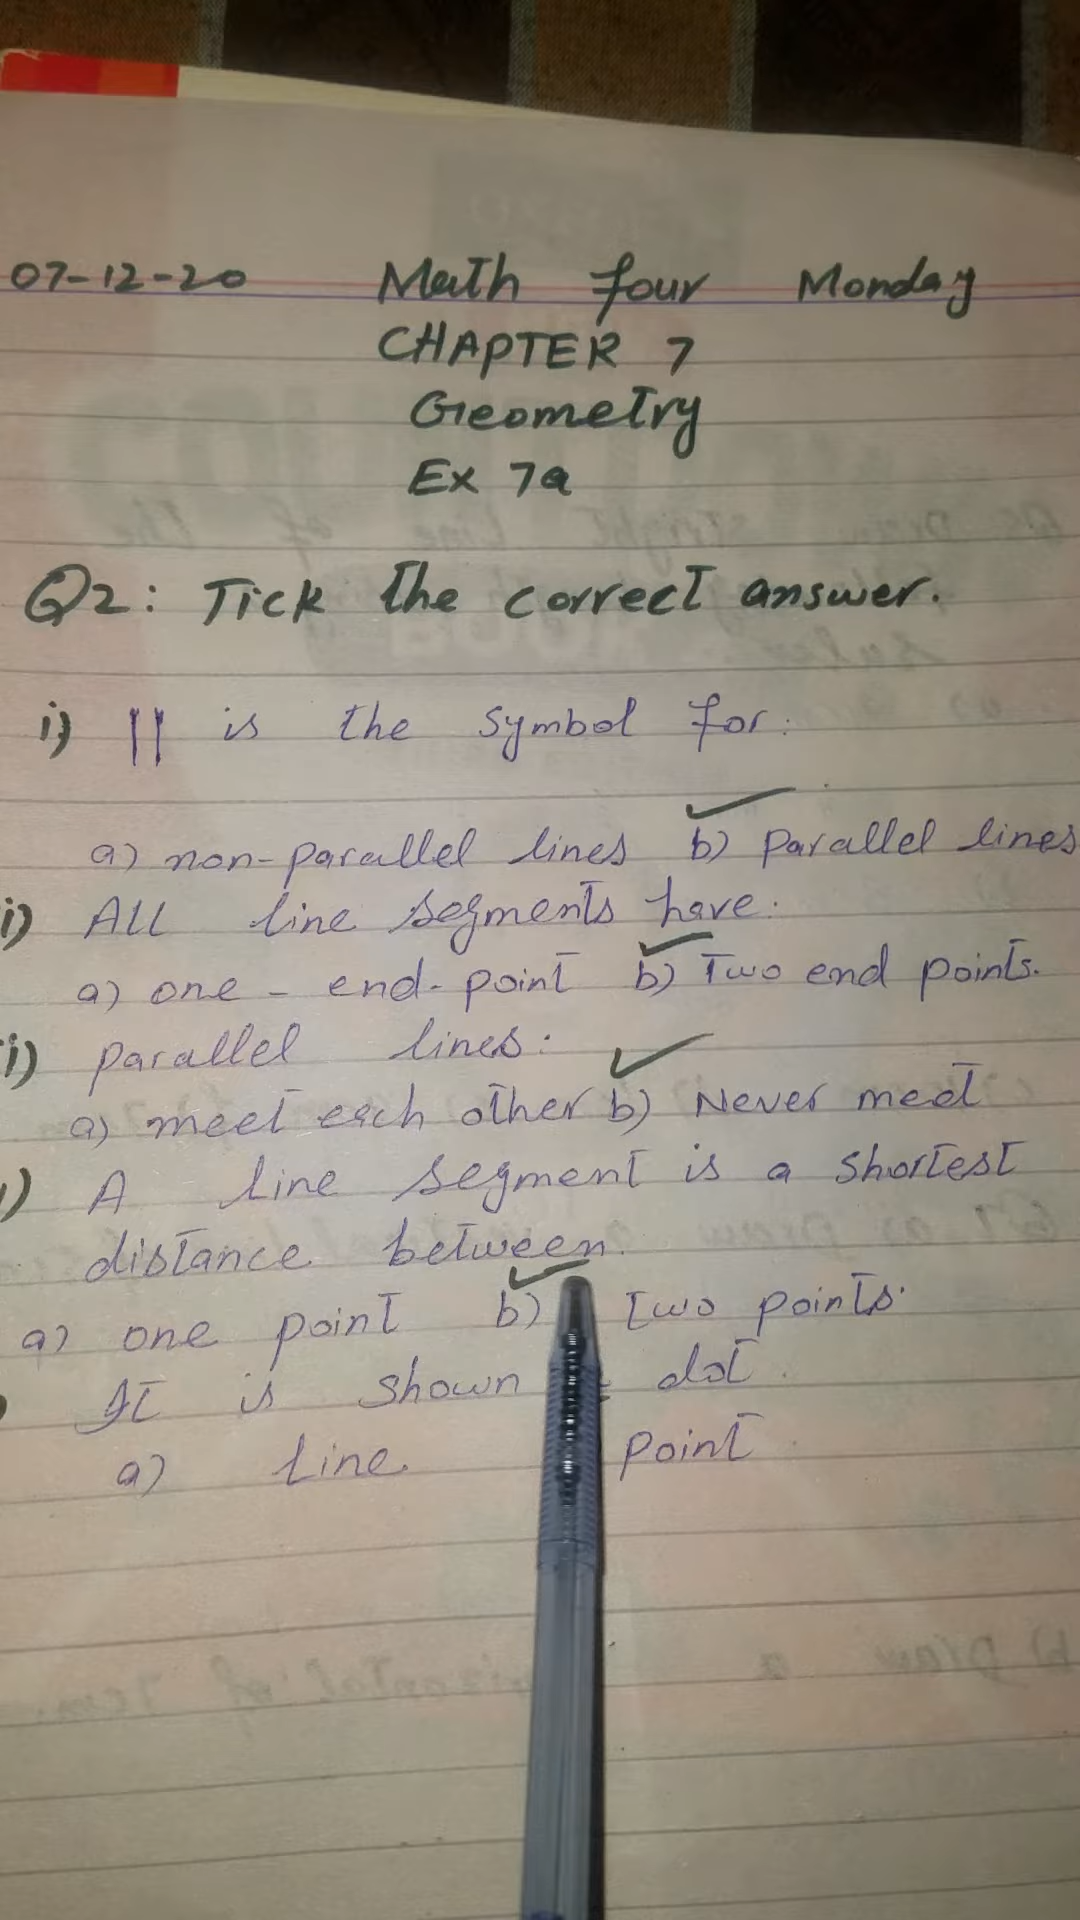 07-12-20 Math four Monday
CHAPTER 7
Geometry
Ex 7a
Q2: Tick the correct answer.
i) || is the symbol for:
a) non-parallel lines b) parallel lines
i) All line segments have:
a) one - end-point b) Two end points.
i) parallel lines:
a) meet each other b) Never meet
) A line segment is a shortest
distance between.
a) one point b) two points.
It is shown dot.
a) line. point.